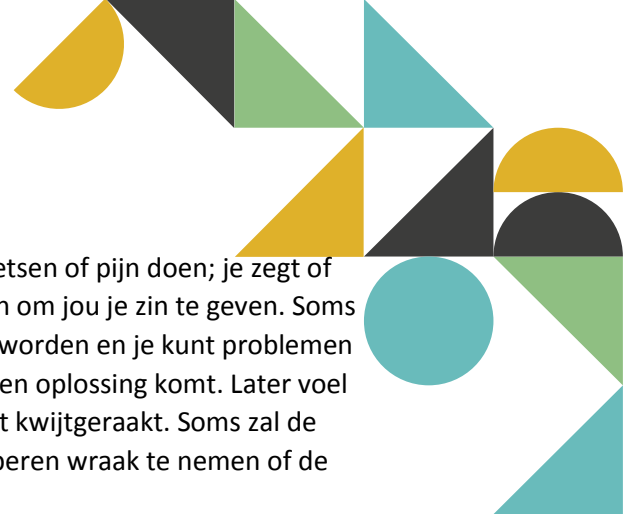 etsen of pijn doen; je zegt of
om jou je zin te geven. Soms
worden en je kunt problemen
en oplossing komt. Later voel
kwijtgeraakt. Soms zal de
wraak te nemen of de